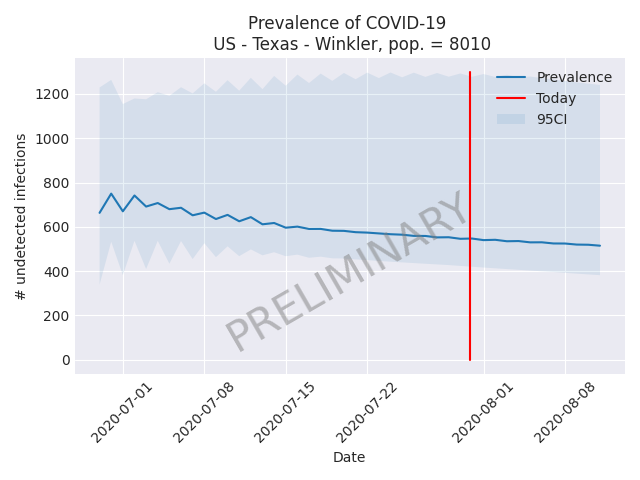 Prevalence of COVID-19
US - Texas - Winkler, pop. = 8010
Prevalence
Today
95CI
# undetected infections
1200
1000
800
600
400
200
0
PRELIMINARY
2020-07-01
2020-07-08
2020-07-15
2020-07-22
2020-08-01
2020-08-08
Date